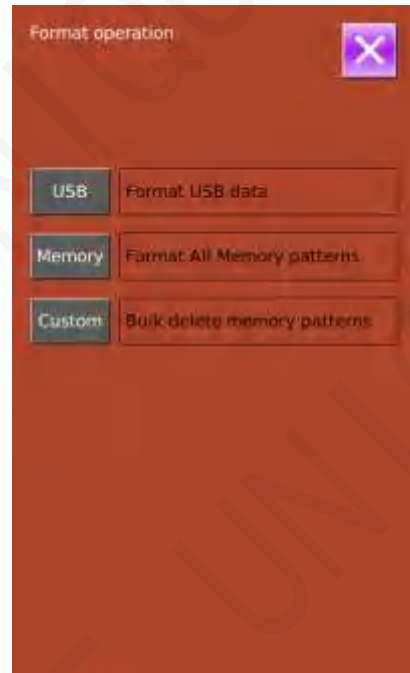 Format operation
USB
Format USB data
Memory
Format All Memory patterns
Custom
Bulk delete memory patterns